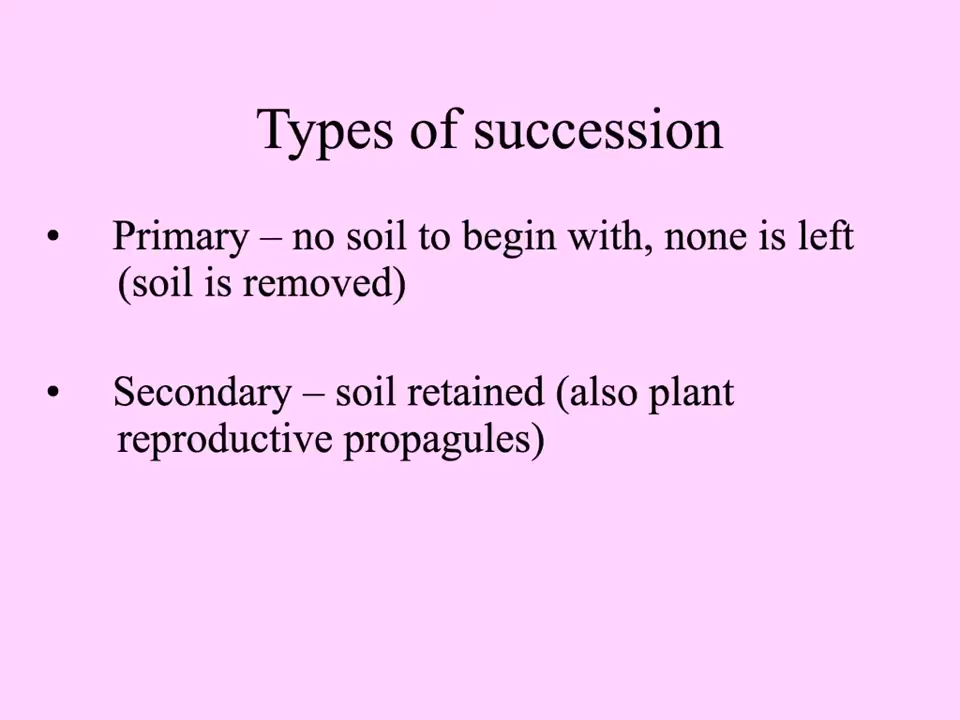 Types of succession
• Primary – no soil to begin with, none is left
(soil is removed)
• Secondary – soil retained (also plant
reproductive propagules)